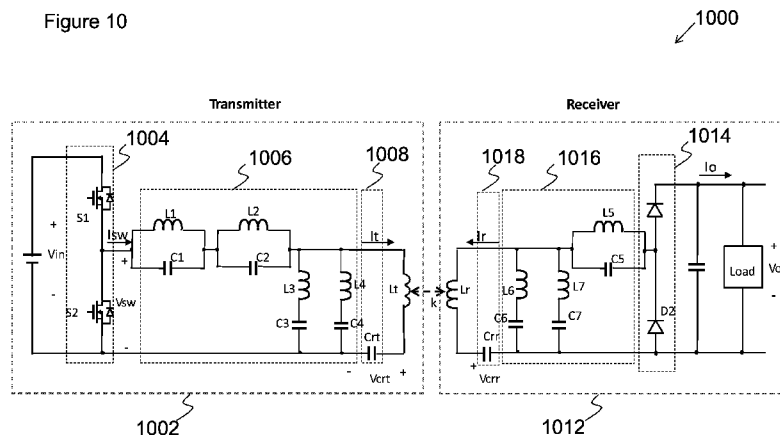 Figure 10
1000
Transmitter
Receiver
1004
1006
1008
1018
1016
1014
Io
L1
L2
L5
S1
Isw
It
Ir
+
Vin
-
+
C1
C2
C5
Load
+
Vo
-
L3
L4
Lt
k
Lr
L6
L7
S2
Vsw
C3
C4
Crt
Crr
C6
C7
D2
-
-
Vcrt
+
+
Vcrr
-
1002
1012